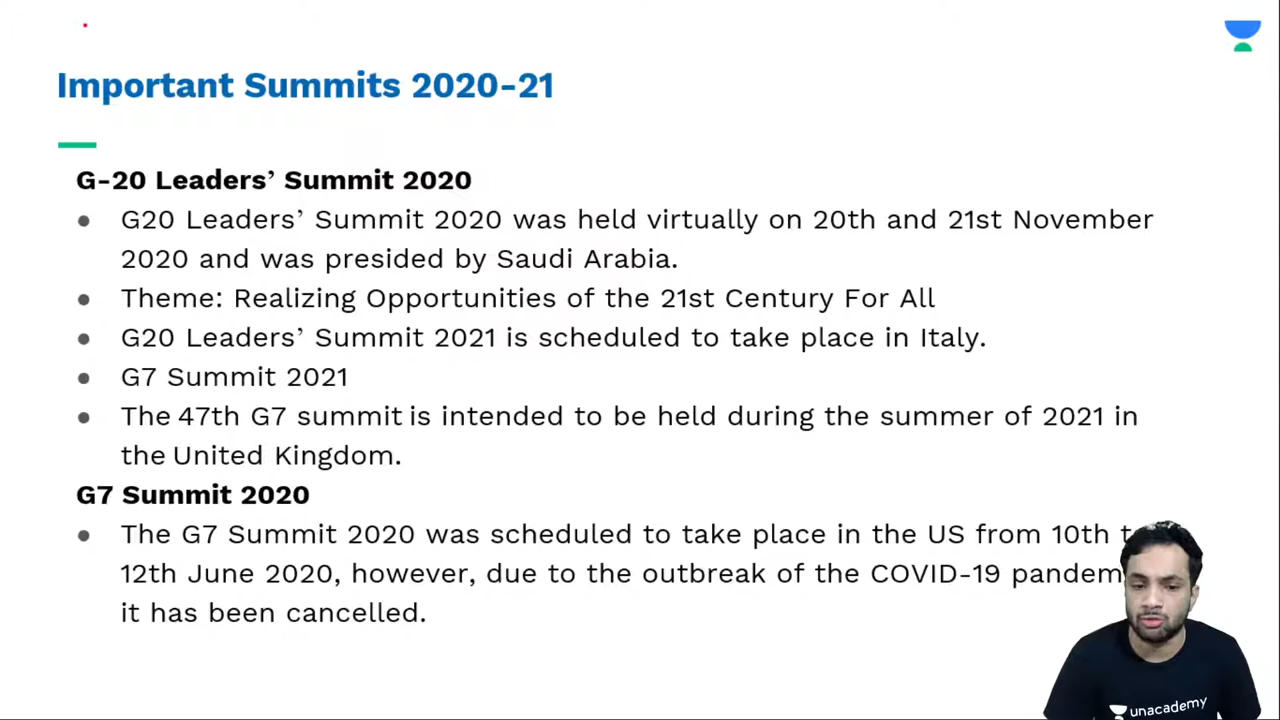 Important Summits 2020-21
G-20 Leaders’ Summit 2020
● G20 Leaders’ Summit 2020 was held virtually on 20th and 21st November
2020 and was presided by Saudi Arabia.
● Theme: Realizing Opportunities of the 21st Century For All
● G20 Leaders’ Summit 2021 is scheduled to take place in Italy.
● G7 Summit 2021
● The 47th G7 summit is intended to be held during the summer of 2021 in
the United Kingdom.
G7 Summit 2020
● The G7 Summit 2020 was scheduled to take place in the US from 10th
12th June 2020, however, due to the outbreak of the COVID-19
it has been cancelled.
unacademy